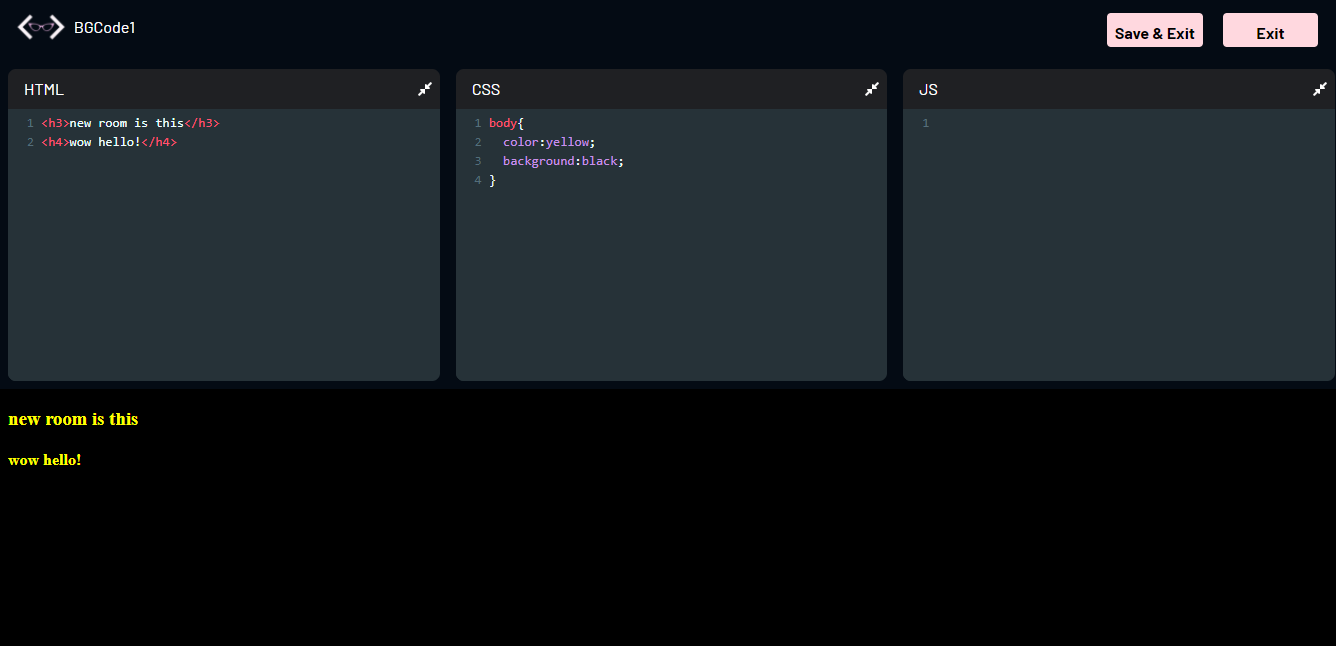 BGCode1
Save & Exit
Exit
HTML
1 <h3>new room is this</h3>
2 <h4>wow hello!</h4>
CSS
1 body{
2   color:yellow;
3   background:black;
4 }
JS
1
new room is this
wow hello!